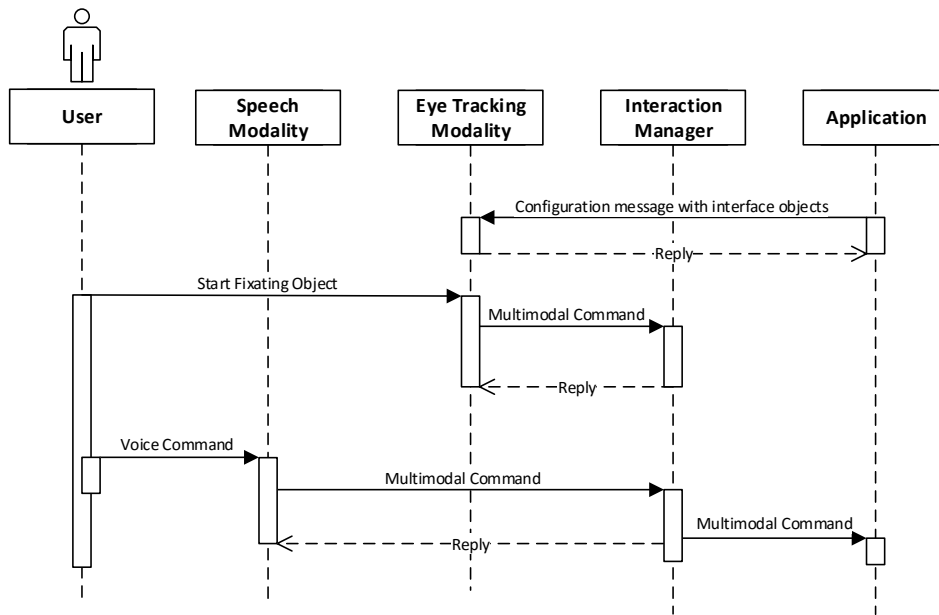 User
Speech
Modality
Eye Tracking
Modality
Interaction
Manager
Application
Configuration message with interface objects
Reply
Start Fixating Object
Multimodal Command
Reply
Voice Command
Multimodal Command
Multimodal Command
Reply